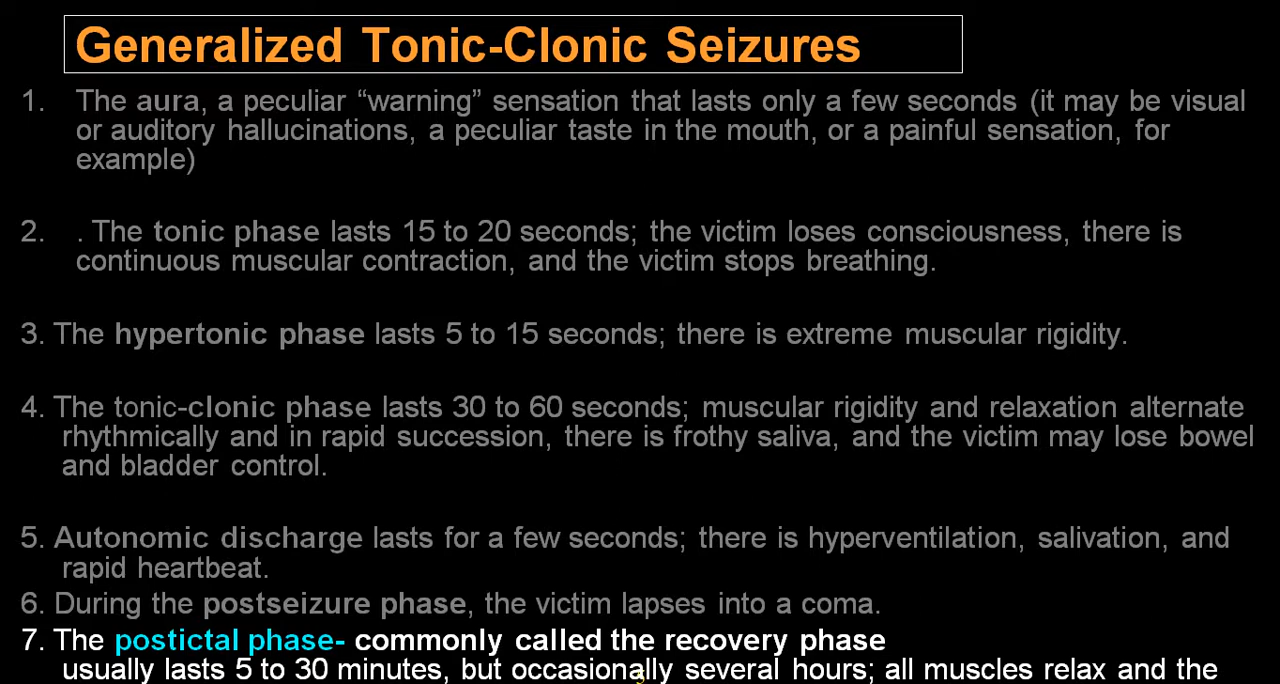 Generalized Tonic-Clonic Seizures
1. The aura, a peculiar “warning” sensation that lasts only a few seconds (it may be visual
or auditory hallucinations, a peculiar taste in the mouth, or a painful sensation, for
example)
2. . The tonic phase lasts 15 to 20 seconds; the victim loses consciousness, there is
continuous muscular contraction, and the victim stops breathing.
3. The hypertonic phase lasts 5 to 15 seconds; there is extreme muscular rigidity.
4. The tonic-clonic phase lasts 30 to 60 seconds; muscular rigidity and relaxation alternate
rhythmically and in rapid succession, there is frothy saliva, and the victim may lose bowel
and bladder control.
5. Autonomic discharge lasts for a few seconds; there is hyperventilation, salivation, and
rapid heartbeat.
6. During the postseizure phase, the victim lapses into a coma.
7. The postictal phase- commonly called the recovery phase
usually lasts 5 to 30 minutes, but occasionally several hours; all muscles relax and the